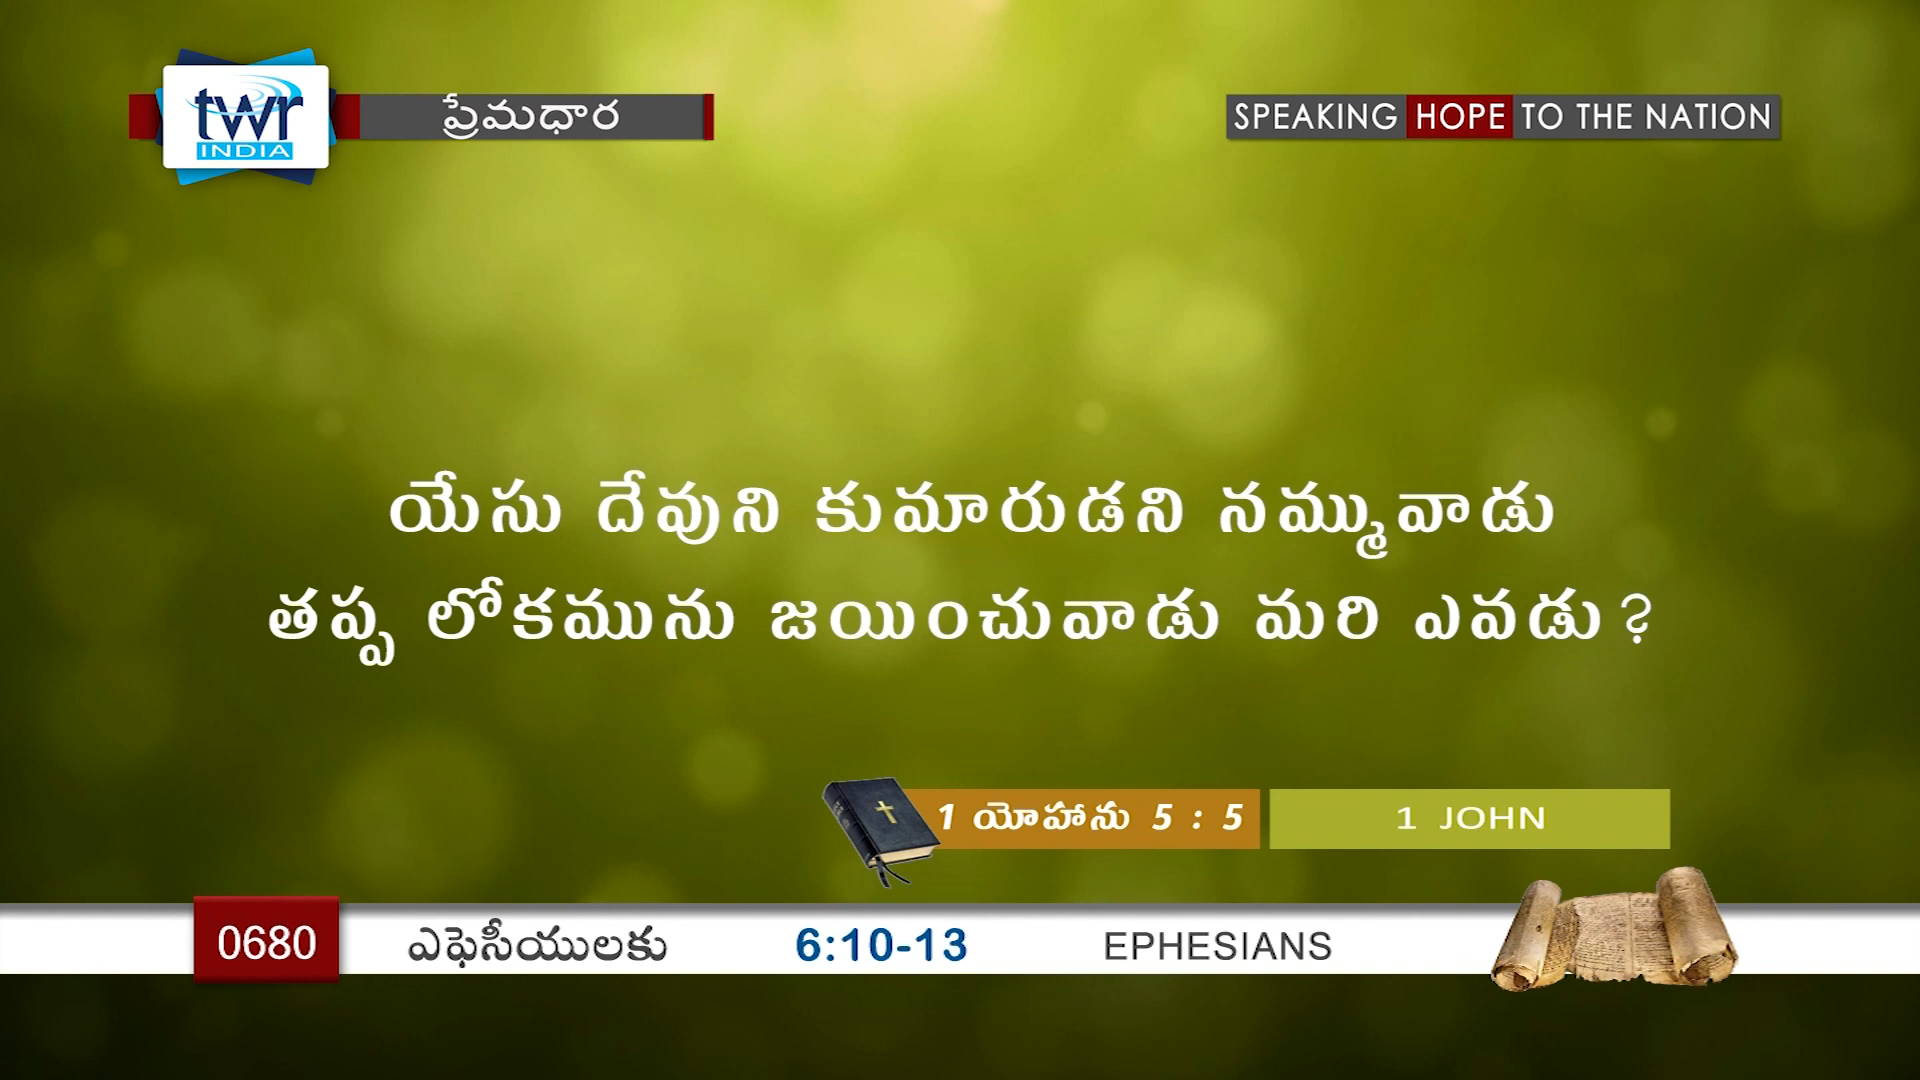 twr
INDIA
ప్రేమధార
SPEAKING HOPE TO THE NATION
యేసు దేవుని కుమారుడని నమ్మువాడు
తప్ప లోకమును జయించువాడు మరి ఎవడు?
1 యోహాను 5 : 5
1 JOHN
0680
ఎఫెసీయులకు
6:10-13
EPHESIANS